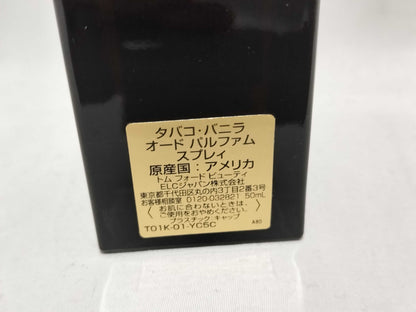 タバコ・バニラ
オード パルファム
スプレィ
原産国：アメリカ
トム フォード ビューティ
ELCジャパン株式会社
東京都千代田区丸の内3丁目2番3号
お客様相談室 0120-032821 50mL
〈お肌に合わないときは、
ご使用をおやめください。〉
プラスチック：キャップ
T01K-01-YC5C A80